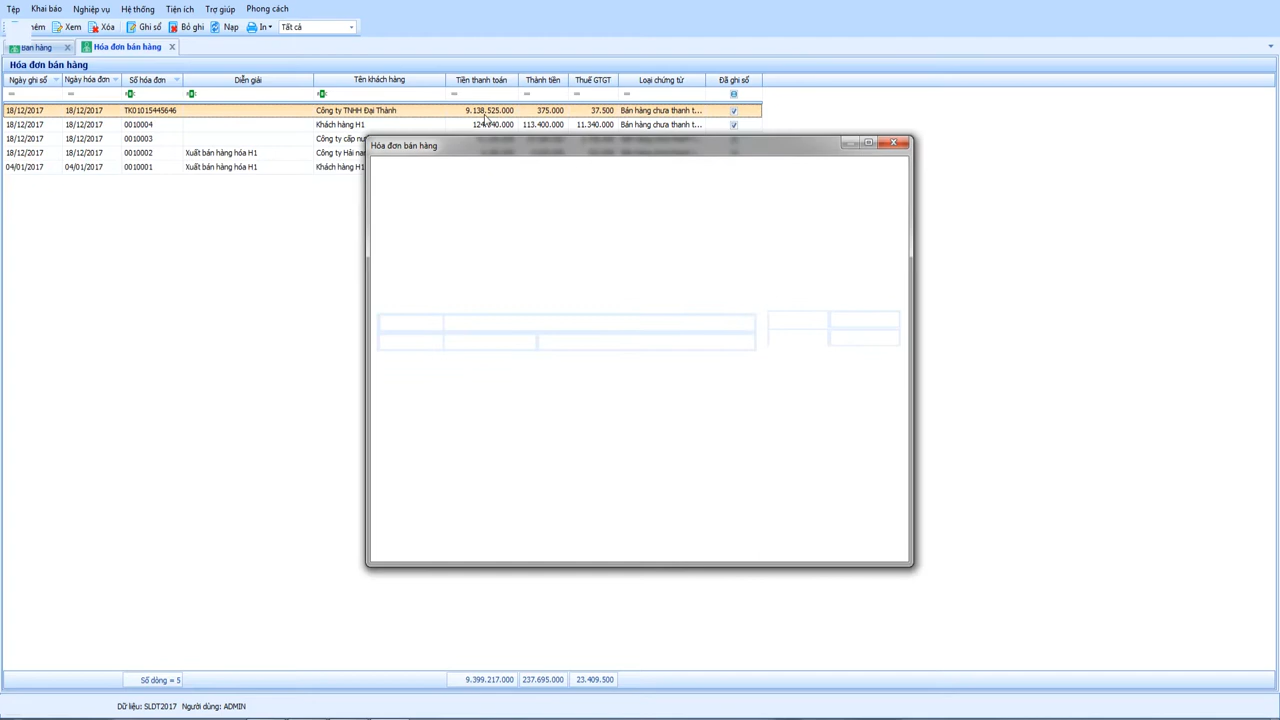 Tệp Khai báo Nghiệp vụ Hệ thống Tiện ích Trợ giúp Phong cách
Xem Xóa Ghi sổ Bỏ ghi Nạp In Tất cả
Bán hàng Hóa đơn bán hàng
Hóa đơn bán hàng
Ngày ghi sổ Ngày hóa đơn Số hóa đơn Diễn giải Tên khách hàng Tiền thanh toán Thành tiền Thuế GTGT Loại chứng từ Đã ghi sổ
18/12/2017 18/12/2017 TK01015445646 Công ty TNHH Đại Thành 9.138.525.000 375.000 37.500 Bán hàng chưa thanh t...
18/12/2017 18/12/2017 0010004 Khách hàng H1 124.740.000 113.400.000 11.340.000 Bán hàng chưa thanh t...
18/12/2017 18/12/2017 0010003 Công ty cấp
18/12/2017 18/12/2017 0010002 Xuất bán hàng hóa H1 Công ty Hải
04/01/2017 04/01/2017 0010001 Xuất bán hàng hóa H1 Khách hàng H1
Hóa đơn bán hàng
Số dòng = 5 9.399.217.000 237.695.000 23.409.500
Dữ liệu: SLDT2017 Người dùng: ADMIN